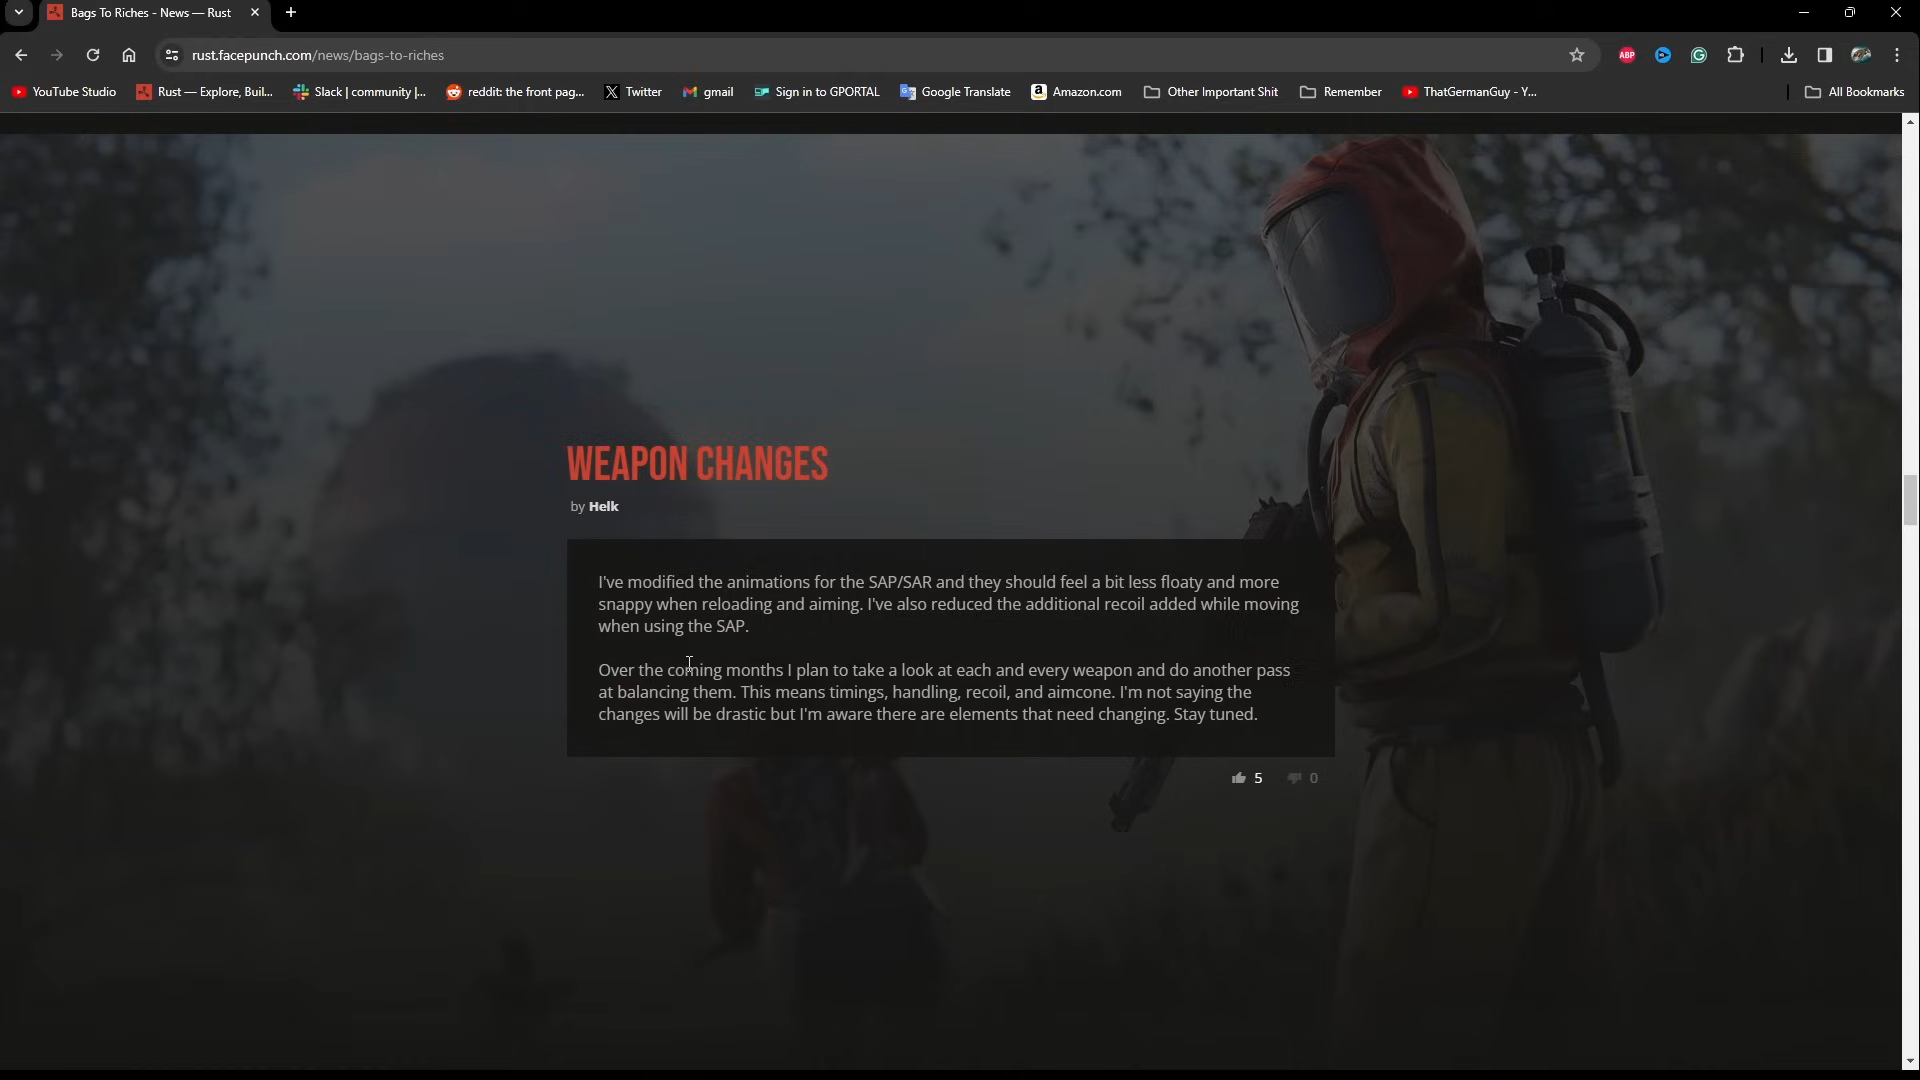 Bags To Riches - News — Rust
rust.facepunch.com/news/bags-to-riches
ABP
YouTube Studio
Rust — Explore, Buil...
Slack | community |...
reddit: the front pag...
Twitter
gmail
Sign in to GPORTAL
Google Translate
Amazon.com
Other Important Shit
Remember
ThatGermanGuy - Y...
All Bookmarks
WEAPON CHANGES
by Helk
I've modified the animations for the SAP/SAR and they should feel a bit less floaty and more
snappy when reloading and aiming. I've also reduced the additional recoil added while moving
when using the SAP.
Over the coming months I plan to take a look at each and every weapon and do another pass
at balancing them. This means timings, handling, recoil, and aimcone. I'm not saying the
changes will be drastic but I'm aware there are elements that need changing. Stay tuned.
5
0